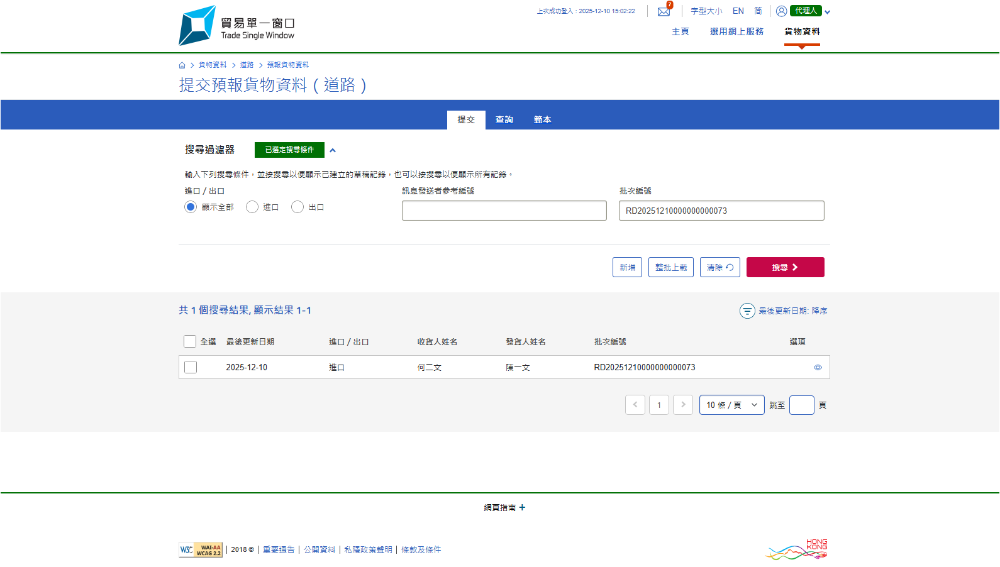 上次成功登入 : 2025-12-10 15:02:22
7
字型大小
EN
简
代理人
貿易單一窗口
Trade Single Window
主頁
選用網上服務
貨物資料
貨物資料
道路
預報貨物資料
提交預報貨物資料 ( 道路 )
提交
查詢
範本
搜尋過濾器
已選定搜尋條件
輸入下列搜尋條件，並按搜尋以便顯示已建立的草稿記錄，也可以按搜尋以便顯示所有記錄。
進口 / 出口
訊息發送者參考編號
批次編號
顯示全部
進口
出口
RD20251210000000000073
新增
整批上載
清除
搜尋
共 1 個搜尋結果, 顯示結果 1-1
最後更新日期: 降序
全選
最後更新日期
進口 / 出口
收貨人姓名
發貨人姓名
批次編號
選項
2025-12-10
進口
何二文
陳一文
RD20251210000000000073
1
10 條 / 頁
跳至
頁
網頁指南 +
W3C WAI-AA WCAG 2.2
2018 ©
重要通告
公開資料
私隱政策聲明
條款及條件
HONG KONG